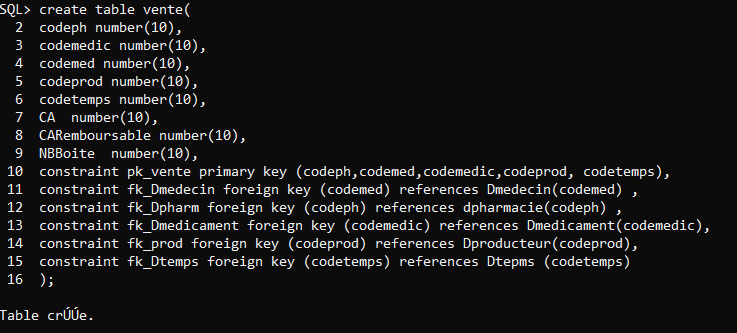 SQL> create table vente(
  2  codeph number(10),
  3  codemedic number(10),
  4  codemed number(10),
  5  codeprod number(10),
  6  codetemps number(10),
  7  CA  number(10),
  8  CARemboursable number(10),
  9  NBBoite  number(10),
 10  constraint pk_vente primary key (codeph,codemed,codemedic,codeprod, codetemps),
 11  constraint fk_Dmedecin foreign key (codemed) references Dmedecin(codemed) ,
 12  constraint fk_Dpharm foreign key (codeph) references dpharmacie(codeph) ,
 13  constraint fk_Dmedicament foreign key (codemedic) references Dmedicament(codemedic),
 14  constraint fk_prod foreign key (codeprod) references Dproducteur(codeprod),
 15  constraint fk_Dtemps foreign key (codetemps) references Dtepms (codetemps)
 16  );
Table crÚÚe.